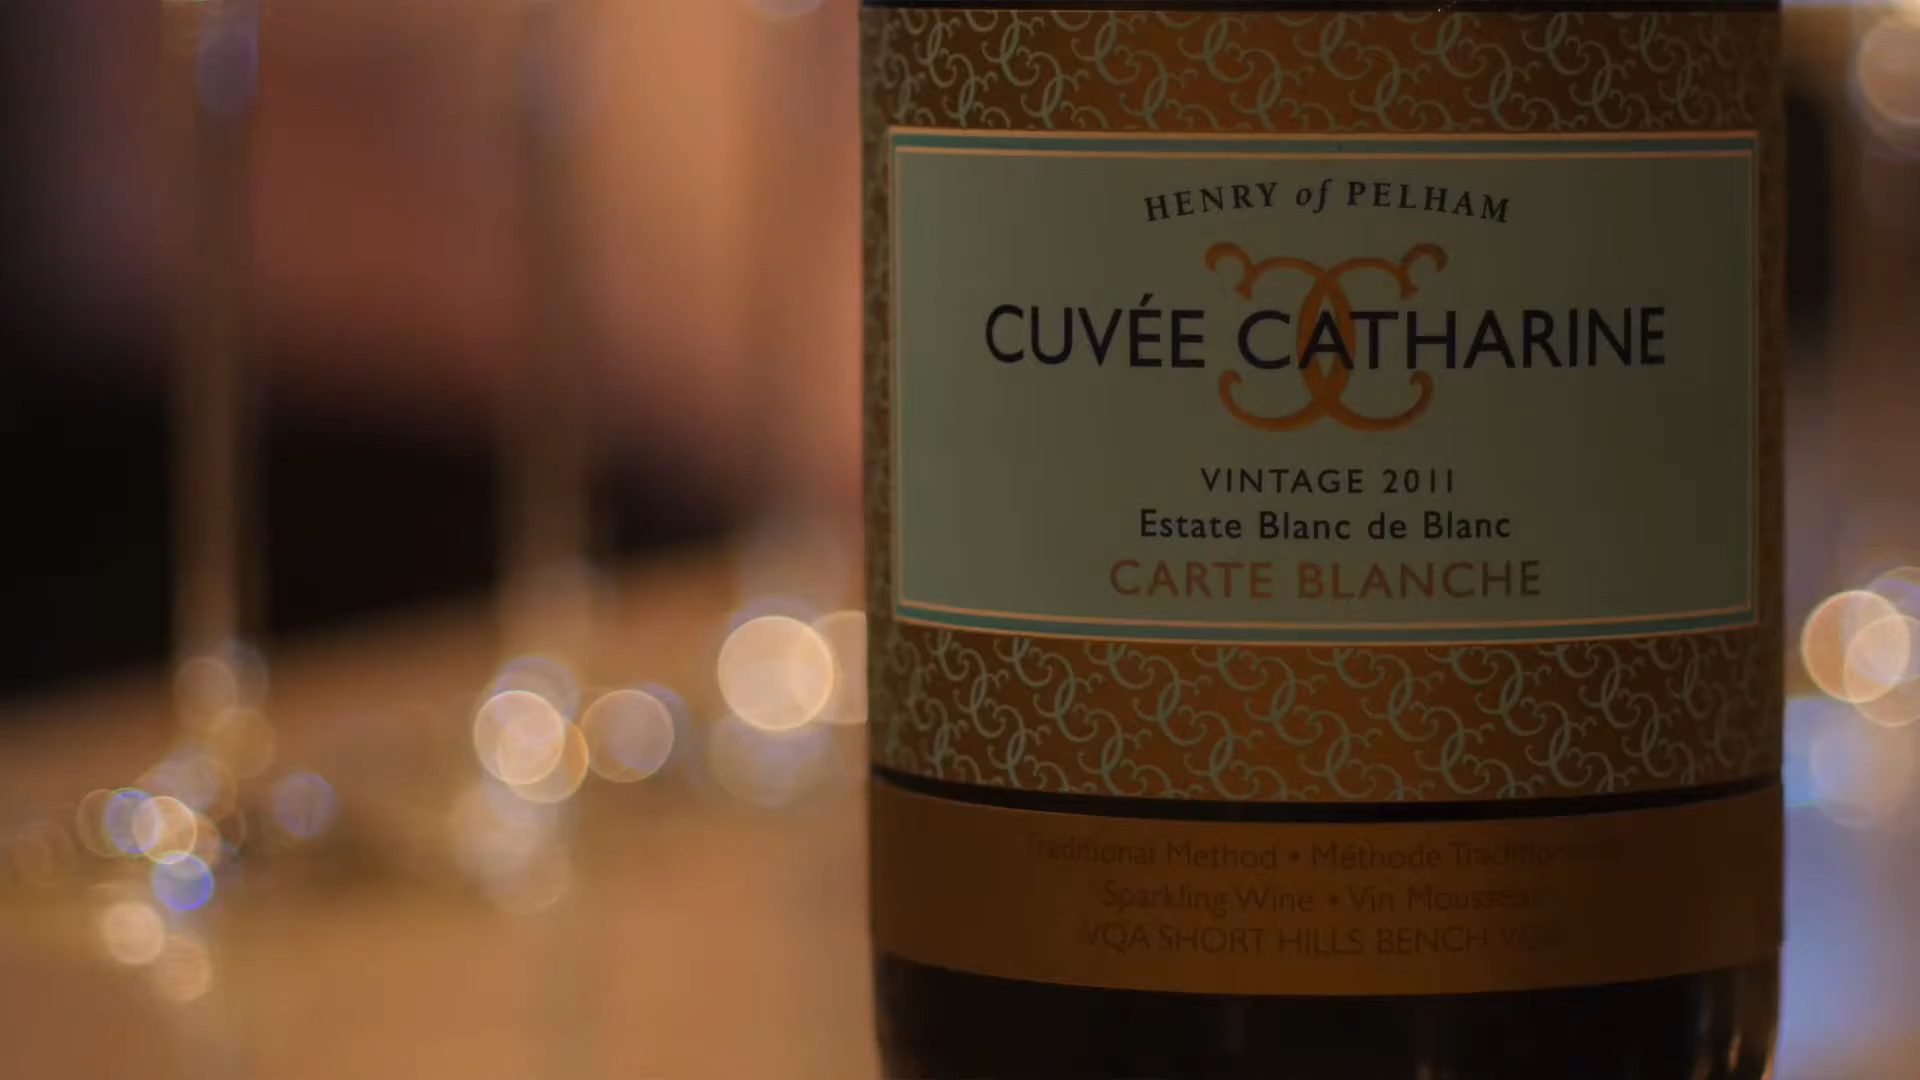 HENRY of PELHAM
CUVÉE CATHARINE
VINTAGE 2011
Estate Blanc de Blanc
CARTE BLANCHE
Traditional Method • Méthode
Sparkling Wine • Vin
VQA SHORT HILLS BENCH